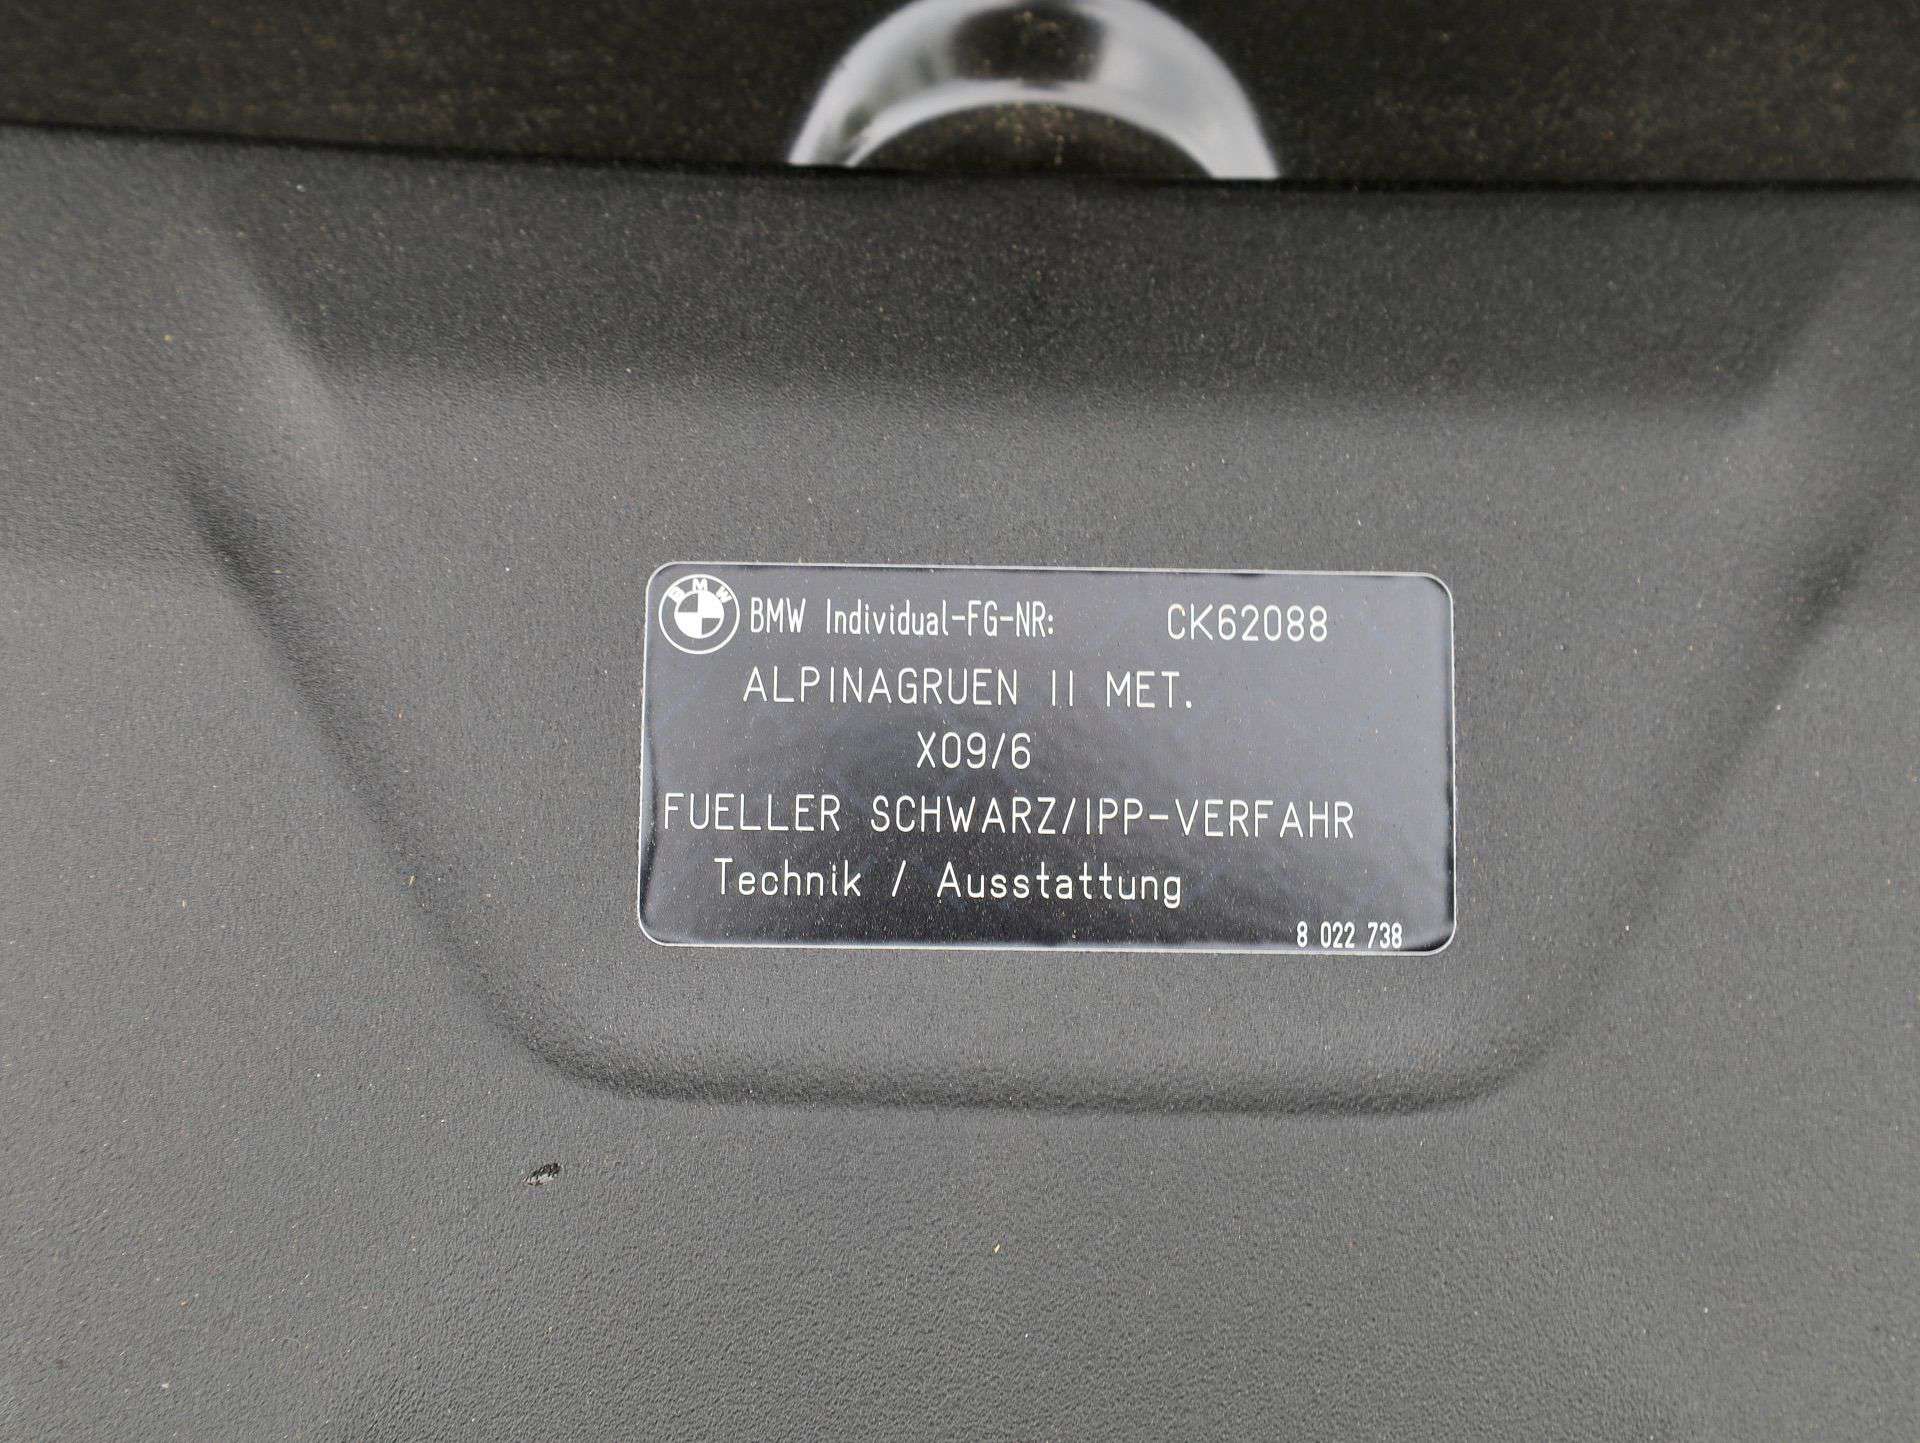 BMW
BMW Individual-FG-NR: CK62088
ALPINAGRUEN II MET.
X09/6
FUELLER SCHWARZ/IPP-VERFAHR
Technik / Ausstattung
8 022 738